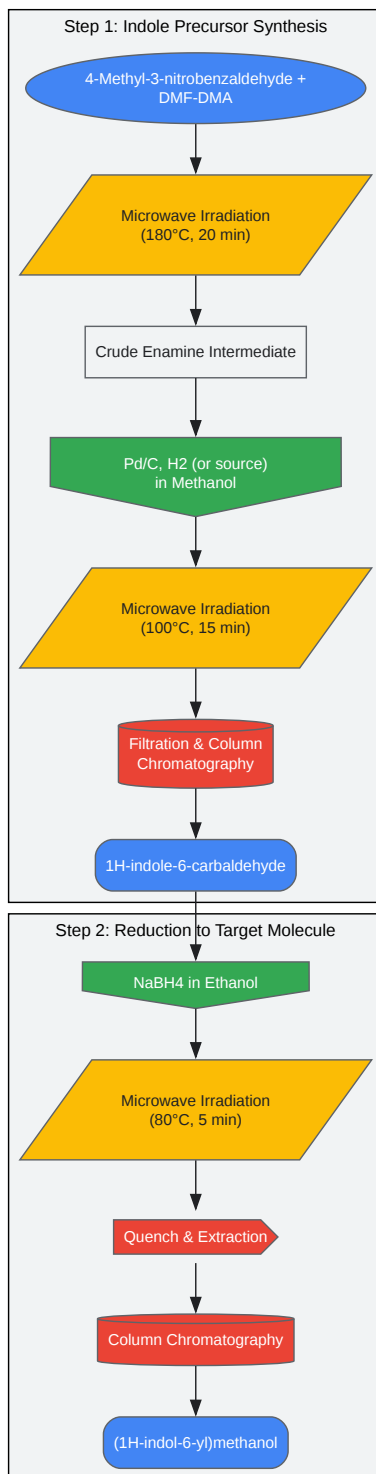 Step 1: Indole Precursor Synthesis
4-Methyl-3-nitrobenzaldehyde +
DMF-DMA
Microwave Irradiation
(180°C, 20 min)
Crude Enamine Intermediate
Pd/C, H2 (or source)
in Methanol
Microwave Irradiation
(100°C, 15 min)
Filtration & Column
Chromatography
1H-indole-6-carbaldehyde
Step 2: Reduction to Target Molecule
NaBH4 in Ethanol
Microwave Irradiation
(80°C, 5 min)
Quench & Extraction
Column Chromatography
(1H-indol-6-yl)methanol